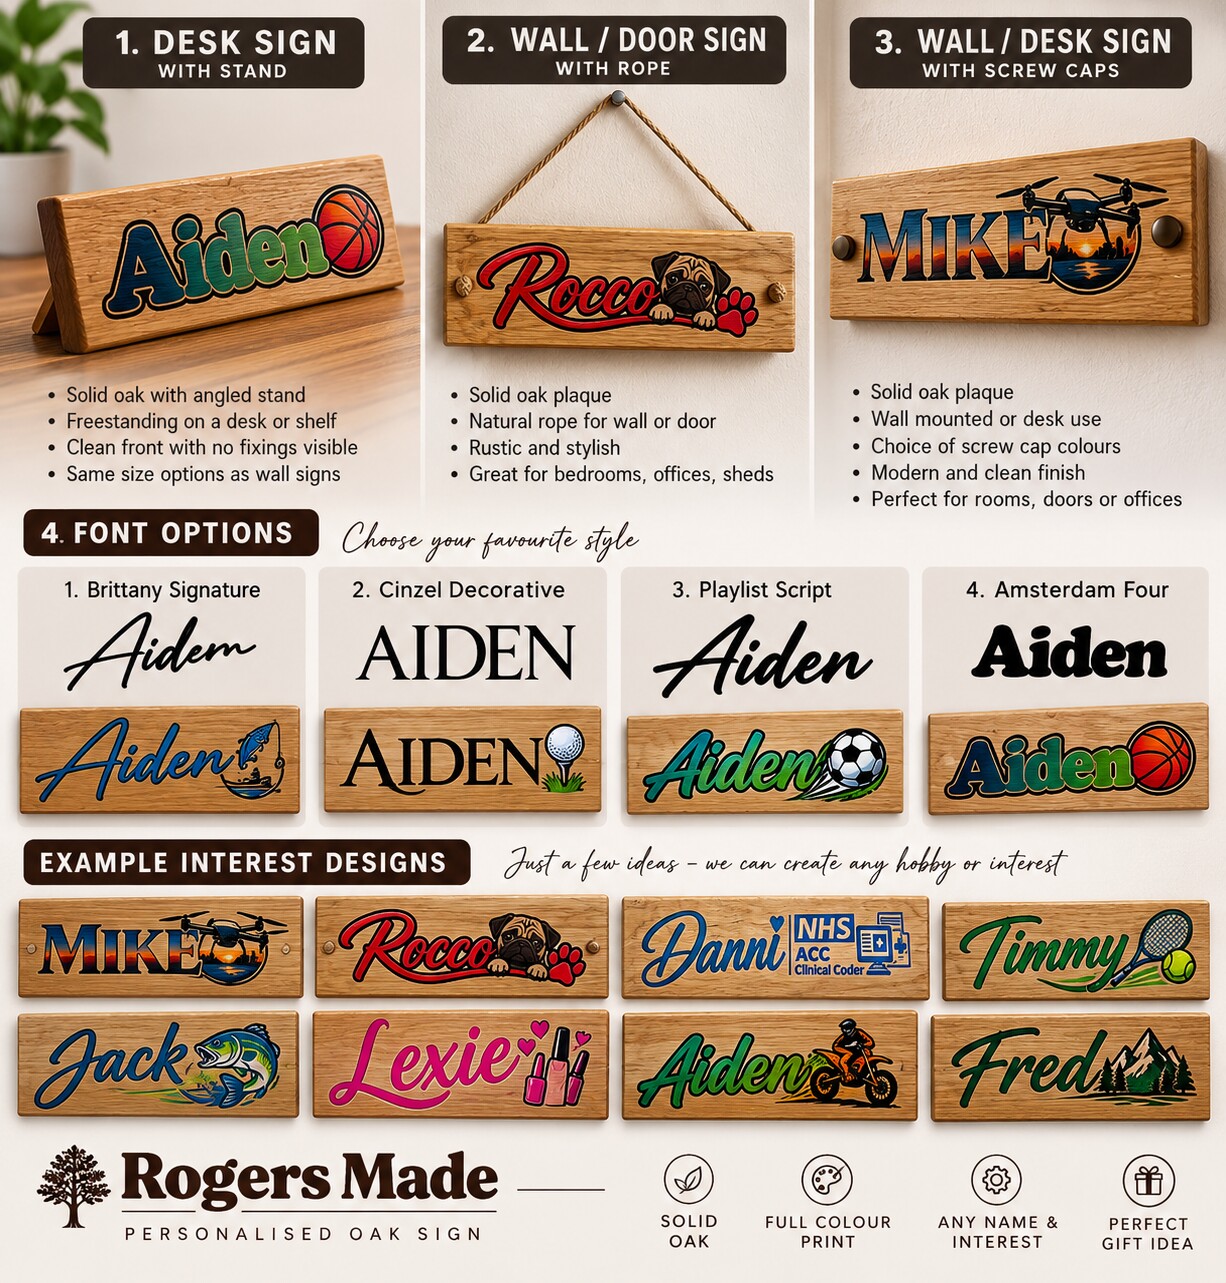 1. DESK SIGN
WITH STAND
2. WALL / DOOR SIGN
WITH ROPE
3. WALL / DESK SIGN
WITH SCREW CAPS
Aiden
Rocco
MIKE
• Solid oak with angled stand
• Freestanding on a desk or shelf
• Clean front with no fixings visible
• Same size options as wall signs
• Solid oak plaque
• Natural rope for wall or door
• Rustic and stylish
• Great for bedrooms, offices, sheds
• Solid oak plaque
• Wall mounted or desk use
• Choice of screw cap colours
• Modern and clean finish
• Perfect for rooms, doors or offices
4. FONT OPTIONS
Choose your favourite style
1. Brittany Signature
Aidem
Aiden
2. Cinzel Decorative
AIDEN
AIDEN
3. Playlist Script
Aiden
Aiden
4. Amsterdam Four
Aiden
Aiden
EXAMPLE INTEREST DESIGNS
Just a few ideas – we can create any hobby or interest
MIKE
Rocco
Danni
NHS
ACC
Clinical Coder
Timmy
Jack
Lexie
Aiden
Fred
Rogers Made
PERSONALISED OAK SIGN
SOLID
OAK
FULL COLOUR
PRINT
ANY NAME &
INTEREST
PERFECT
GIFT IDEA